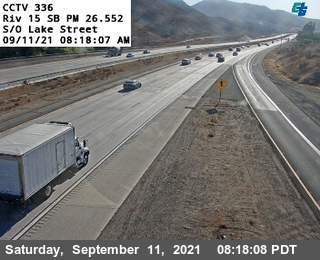 CCTV 336
Riv 15 SB PM 26.552
S/O Lake Street
09/11/21 08:18:07 AM
Saturday, September 11, 2021 08:18:08 PDT